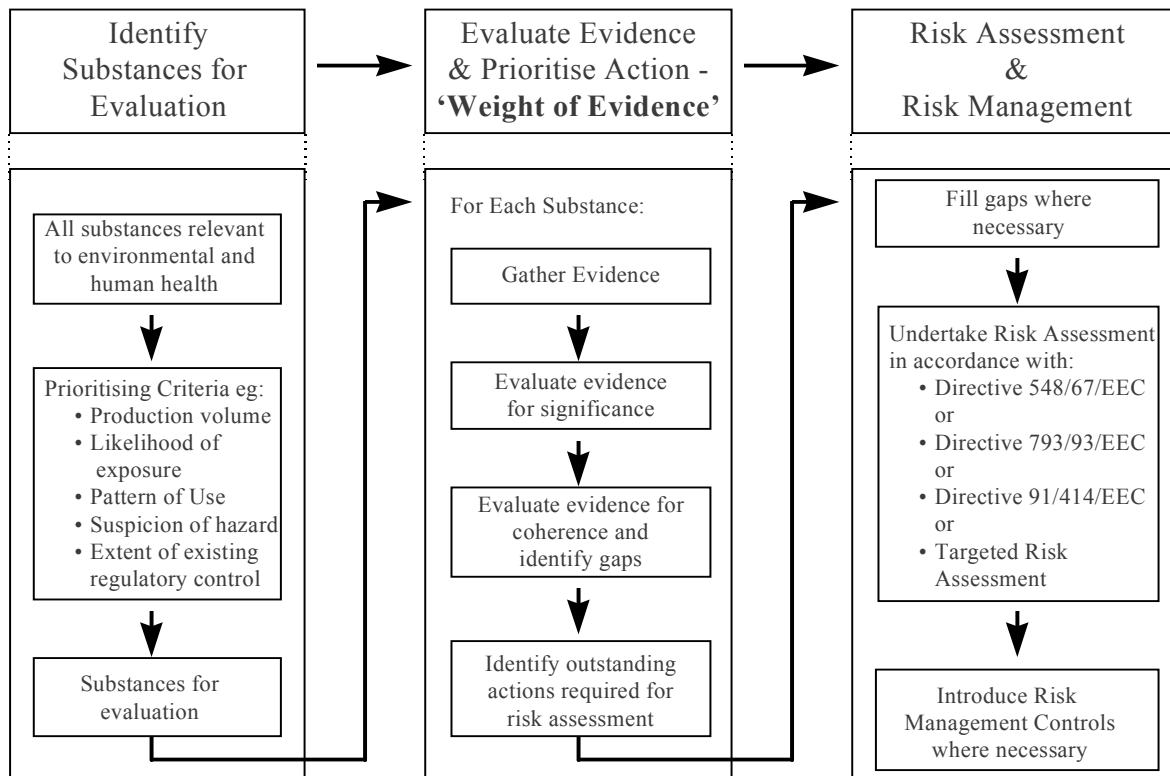 Identify
Substances for
Evaluation
Evaluate Evidence
& Prioritise Action -
‘Weight of Evidence’
Risk Assessment
&
Risk Management
All substances relevant
to environmental and
human health
Prioritising Criteria eg:
• Production volume
• Likelihood of
exposure
• Pattern of Use
• Suspicion of hazard
• Extent of existing
regulatory control
Substances for
evaluation
For Each Substance:
Gather Evidence
Evaluate evidence
for significance
Evaluate evidence for
coherence and
identify gaps
Identify outstanding
actions required for
risk assessment
Fill gaps where
necessary
Undertake Risk Assessment
in accordance with:
• Directive 548/67/EEC
or
• Directive 793/93/EEC
or
• Directive 91/414/EEC
or
• Targeted Risk
Assessment
Introduce Risk
Management Controls
where necessary